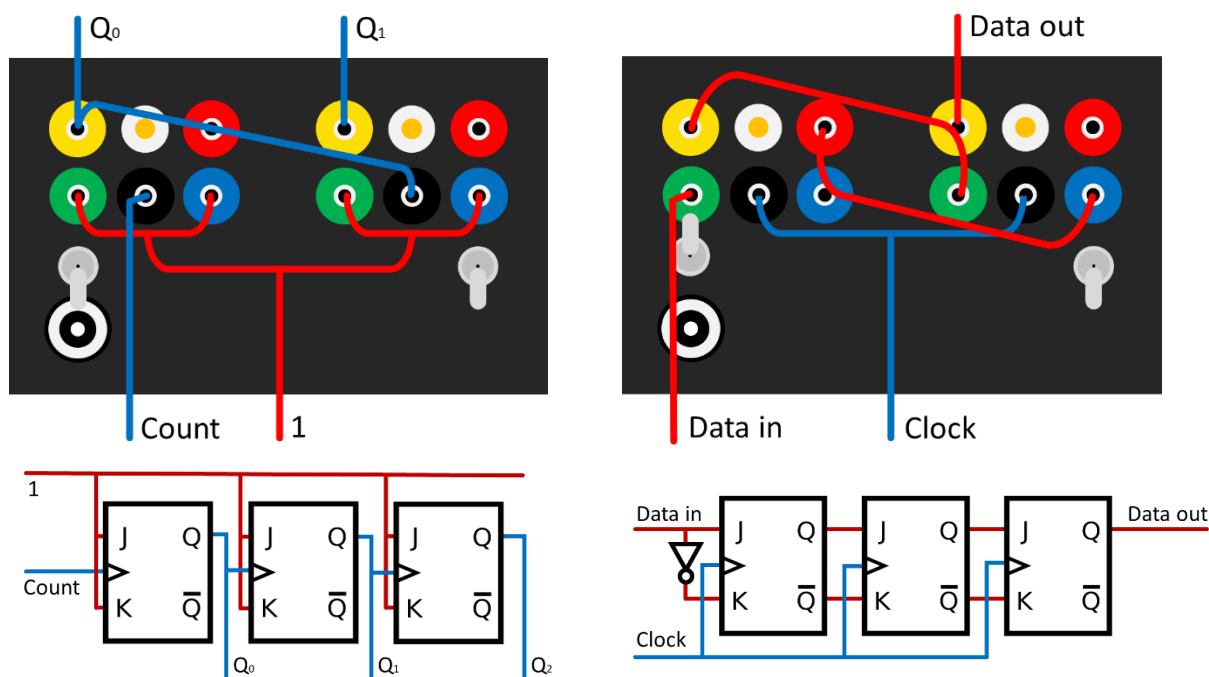 Q₀
Q₁
Count
1
1
Count
J
Q
K
Q̅
J
Q
K
Q̅
J
Q
K
Q̅
Q₀
Q₁
Q₂
Data out
Data in
Clock
Data in
Data out
Clock
J
Q
K
Q̅
J
Q
K
Q̅
J
Q
K
Q̅